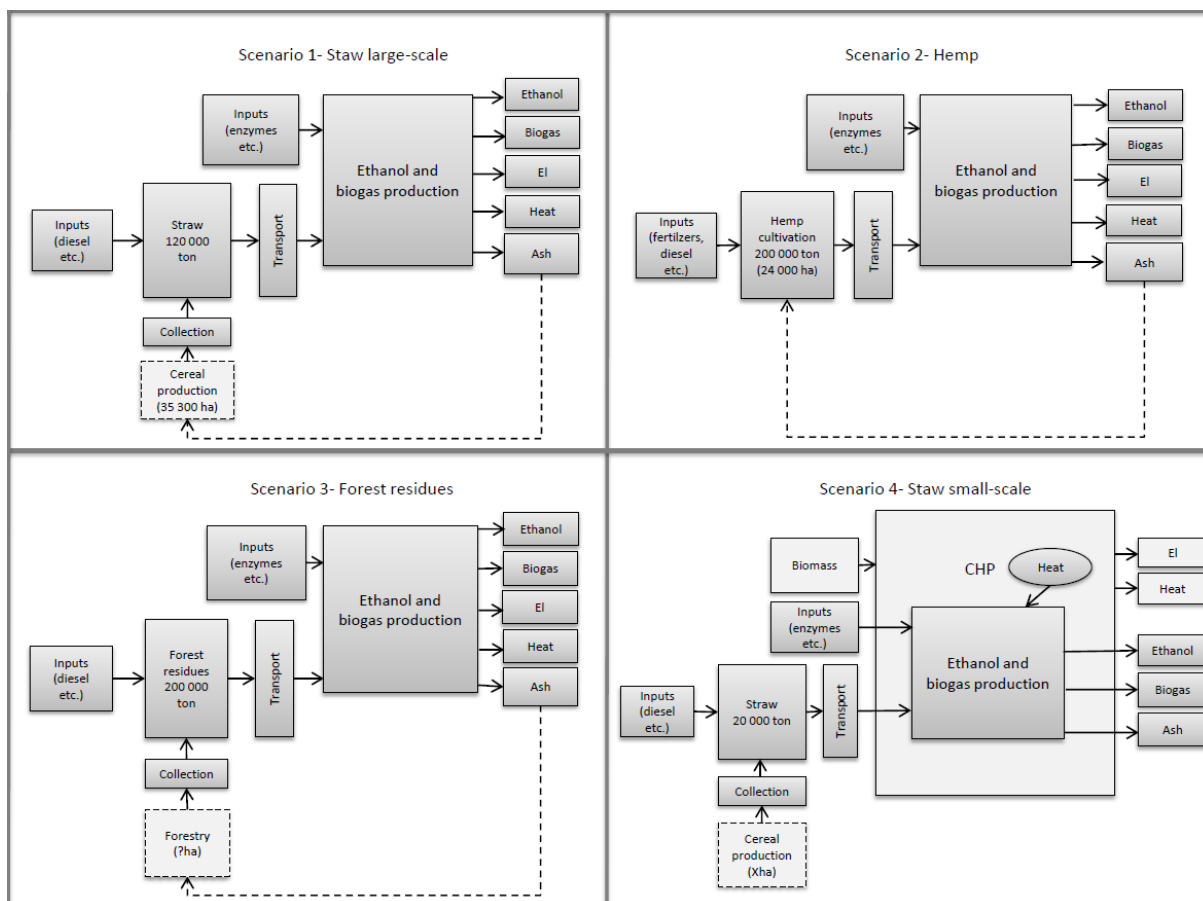 Scenario 1- Staw large-scale
Inputs
(enzymes
etc.)
Ethanol and
biogas production
Ethanol
Biogas
El
Heat
Ash
Inputs
(diesel
etc.)
Straw
120 000
ton
Transport
Collection
Cereal
production
(35 300 ha)
Scenario 2- Hemp
Inputs
(enzymes
etc.)
Ethanol and
biogas production
Ethanol
Biogas
El
Heat
Ash
Inputs
(fertilzers,
diesel
etc.)
Hemp
cultivation
200 000 ton
(24 000 ha)
Transport
Scenario 3- Forest residues
Inputs
(enzymes
etc.)
Ethanol and
biogas production
Ethanol
Biogas
El
Heat
Ash
Inputs
(diesel
etc.)
Forest
residues
200 000
ton
Transport
Collection
Forestry
(?ha)
Scenario 4- Staw small-scale
Biomass
CHP
Heat
El
Heat
Inputs
(enzymes
etc.)
Ethanol and
biogas production
Ethanol
Biogas
Ash
Inputs
(diesel
etc.)
Straw
20 000 ton
Transport
Collection
Cereal
production
(Xha)